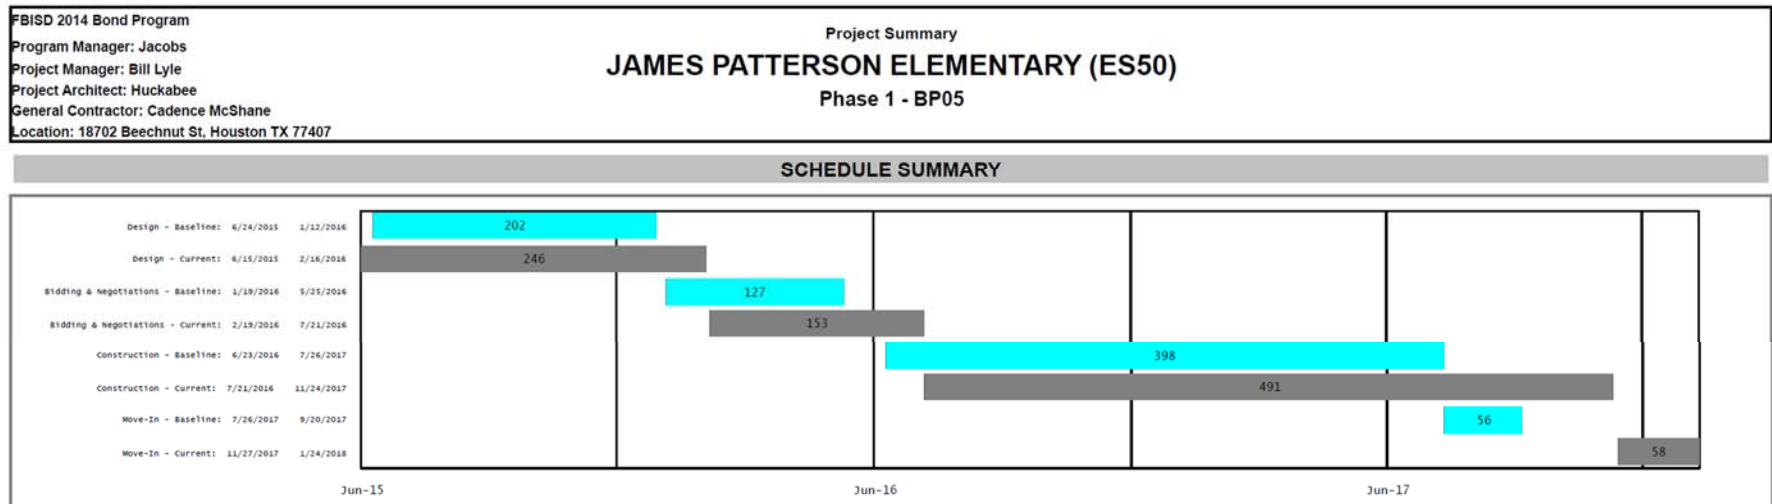 FBISD 2014 Bond Program
Program Manager: Jacobs
Project Manager: Bill Lyle
Project Architect: Huckabee
General Contractor: Cadence McShane
Location: 18702 Beechnut St, Houston TX 77407
Project Summary
JAMES PATTERSON ELEMENTARY (ES50)
Phase 1 - BP05
SCHEDULE SUMMARY
Design - Baseline: 6/24/2015 1/12/2016 202
Design - Current: 6/15/2015 2/16/2016 246
Bidding & Negotiations - Baseline: 1/19/2016 5/25/2016 127
Bidding & Negotiations - Current: 2/19/2016 7/21/2016 153
Construction - Baseline: 6/23/2016 7/26/2017 398
Construction - Current: 7/21/2016 11/24/2017 491
Move-In - Baseline: 7/26/2017 9/20/2017 56
Move-In - Current: 11/27/2017 1/24/2018 58
Jun-15 Jun-16 Jun-17